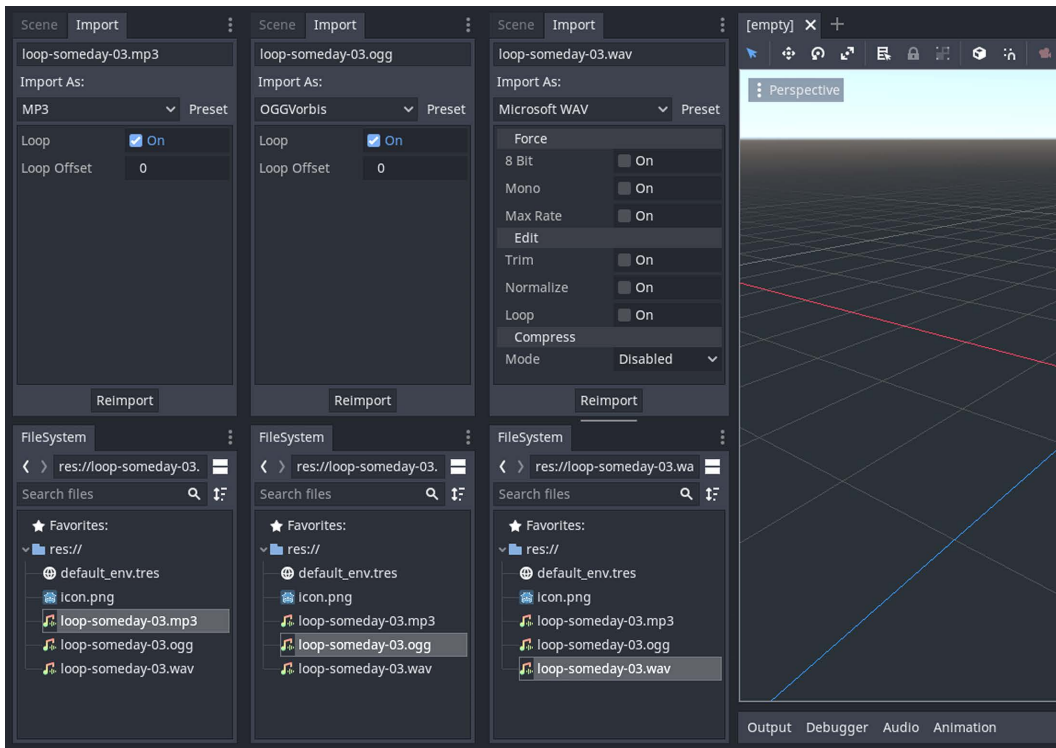 Scene Import
loop-someday-03.mp3
Import As:
MP3 Preset
Loop On
Loop Offset 0
Reimport
FileSystem
res://loop-someday-03.
Search files
Favorites:
res://
default_env.tres
icon.png
loop-someday-03.mp3
loop-someday-03.ogg
loop-someday-03.wav
Scene Import
loop-someday-03.ogg
Import As:
OGGVorbis Preset
Loop On
Loop Offset 0
Reimport
FileSystem
res://loop-someday-03.
Search files
Favorites:
res://
default_env.tres
icon.png
loop-someday-03.mp3
loop-someday-03.ogg
loop-someday-03.wav
Scene Import
loop-someday-03.wav
Import As:
Microsoft WAV Preset
Force
8 Bit On
Mono On
Max Rate On
Edit
Trim On
Normalize On
Loop On
Compress
Mode Disabled
Reimport
FileSystem
res://loop-someday-03.wa
Search files
Favorites:
res://
default_env.tres
icon.png
loop-someday-03.mp3
loop-someday-03.ogg
loop-someday-03.wav
[empty]
Perspective
Output Debugger Audio Animation